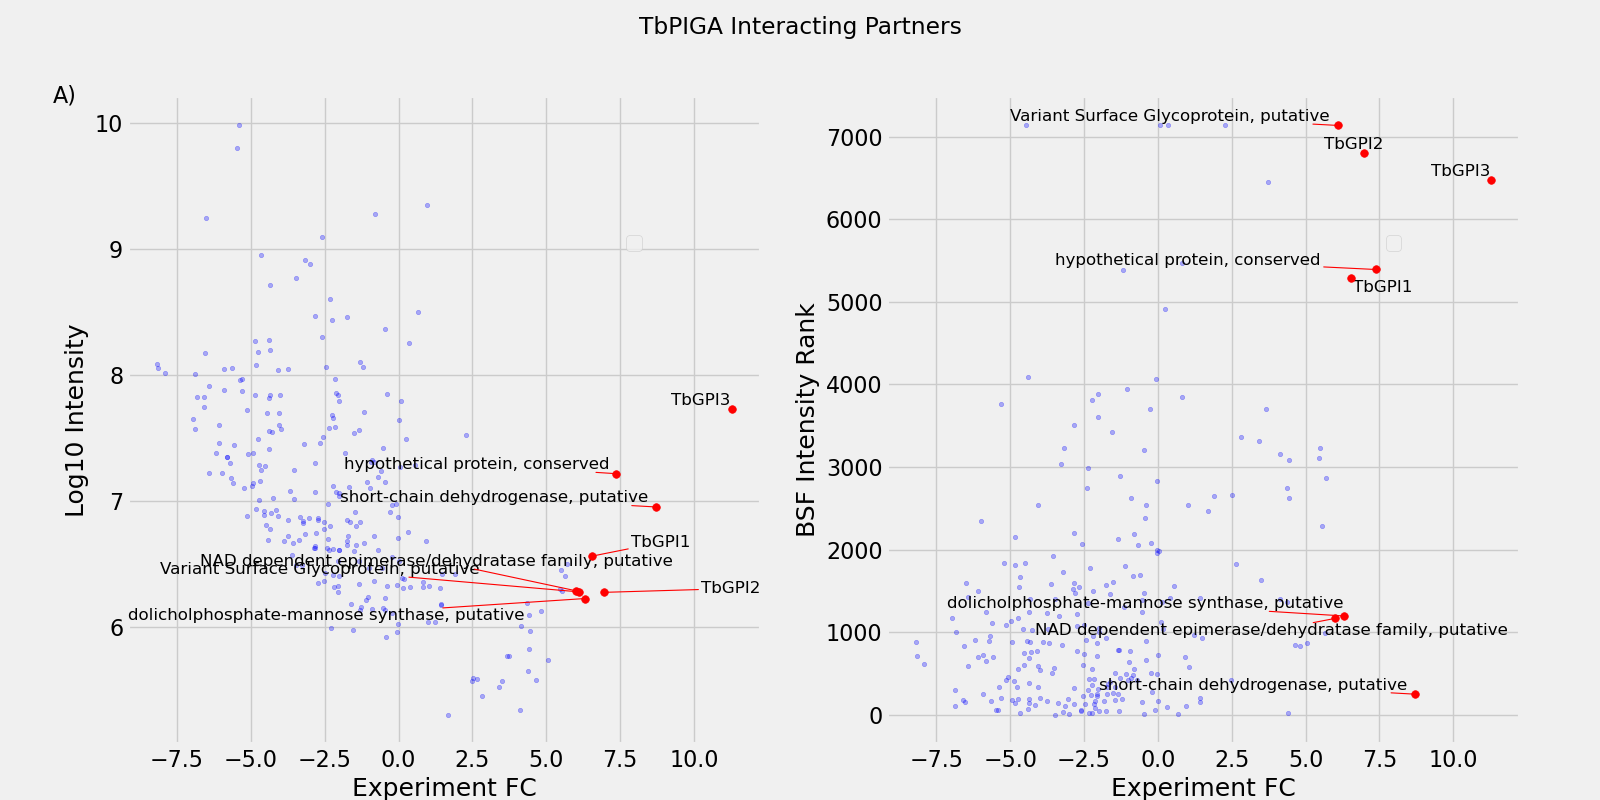 TbPIGA Interacting Partners
A)
10
9
8
7
6
Log10 Intensity
TbGPI3
hypothetical protein, conserved
short-chain dehydrogenase, putative
TbGPI1
NAD dependent epimerase/dehydratase family, putative
Variant Surface Glycoprotein, putative
TbGPI2
dolicholphosphate-mannose synthase, putative
−7.5 −5.0 −2.5 0.0 2.5 5.0 7.5 10.0
Experiment FC
7000
6000
5000
4000
3000
2000
1000
0
BSF Intensity Rank
Variant Surface Glycoprotein, putative
TbGPI2
TbGPI3
hypothetical protein, conserved
TbGPI1
dolicholphosphate-mannose synthase, putative
NAD dependent epimerase/dehydratase family, putative
short-chain dehydrogenase, putative
−7.5 −5.0 −2.5 0.0 2.5 5.0 7.5 10.0
Experiment FC